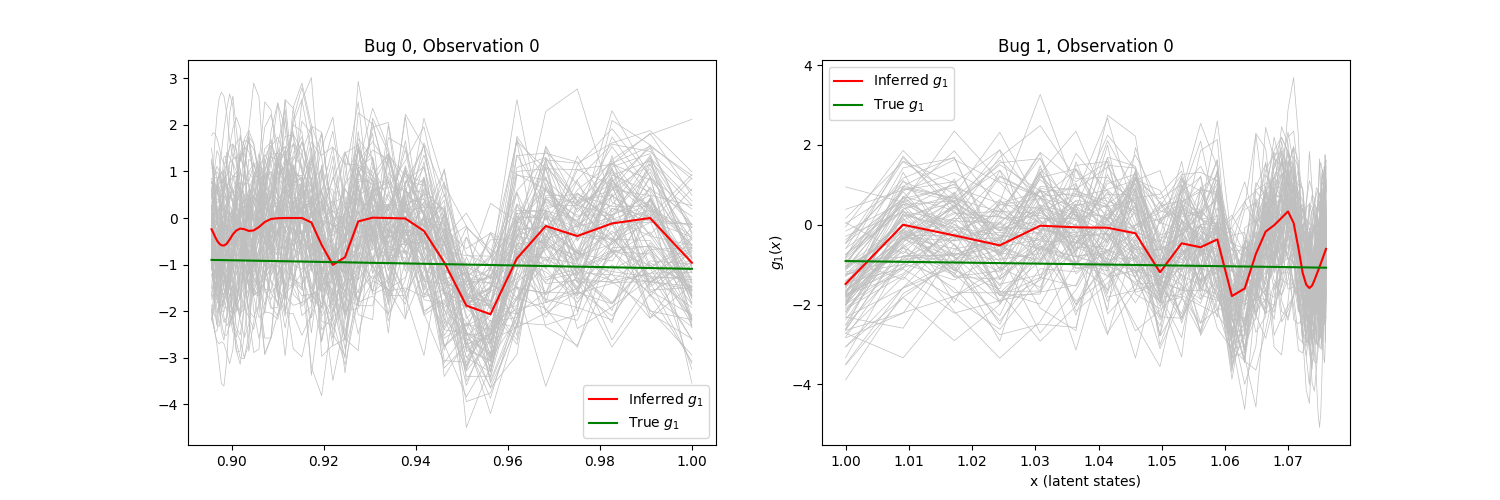 Bug 0, Observation 0
3
2
1
0
−1
−2
−3
−4
0.90 0.92 0.94 0.96 0.98 1.00
Inferred g₁
True g₁
Bug 1, Observation 0
4
2
0
−2
−4
g₁(x)
Inferred g₁
True g₁
1.00 1.01 1.02 1.03 1.04 1.05 1.06 1.07
x (latent states)